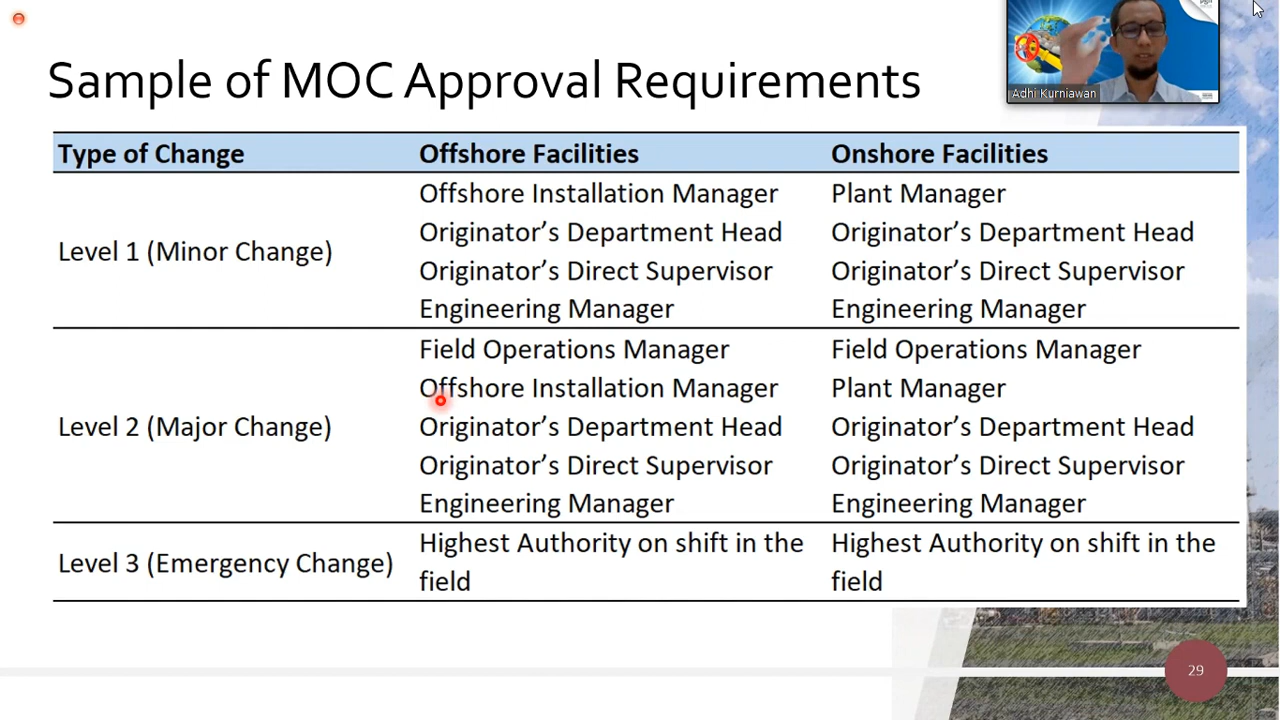 Sample of MOC Approval Requirements
Adhi Kurniawan
Type of Change Offshore Facilities Onshore Facilities
Level 1 (Minor Change)
Offshore Installation Manager Plant Manager
Originator’s Department Head Originator’s Department Head
Originator’s Direct Supervisor Originator’s Direct Supervisor
Engineering Manager Engineering Manager
Level 2 (Major Change)
Field Operations Manager Field Operations Manager
Offshore Installation Manager Plant Manager
Originator’s Department Head Originator’s Department Head
Originator’s Direct Supervisor Originator’s Direct Supervisor
Engineering Manager Engineering Manager
Level 3 (Emergency Change)
Highest Authority on shift in the Highest Authority on shift in the
field field
29